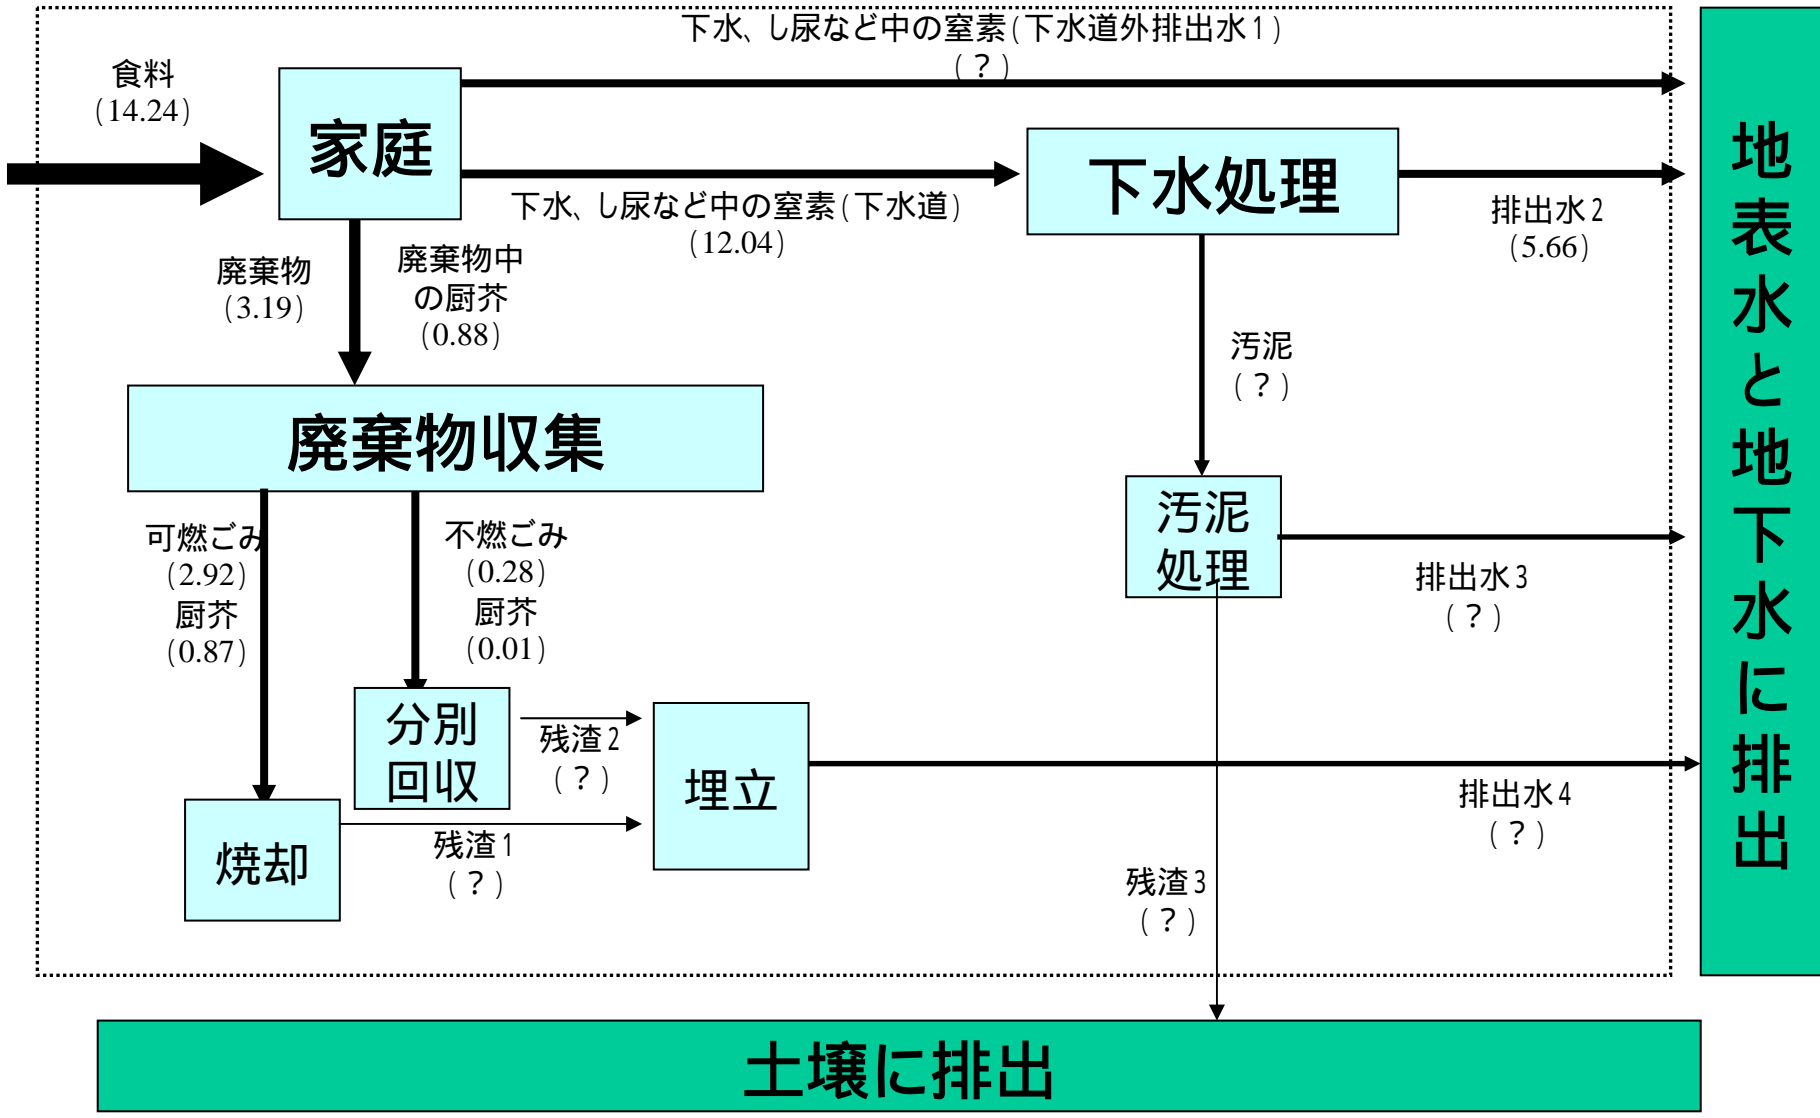 下水、し尿など中の窒素(下水道外排出水1)
(?)
食料
(14.24)
家庭
下水処理
下水、し尿など中の窒素(下水道)
(12.04)
排出水2
(5.66)
廃棄物
(3.19)
廃棄物中
の厨芥
(0.88)
汚泥
(?)
廃棄物収集
汚泥
処理
可燃ごみ
(2.92)
厨芥
(0.87)
不燃ごみ
(0.28)
厨芥
(0.01)
排出水3
(?)
分別
回収
残渣2
(?)
埋立
排出水4
(?)
焼却
残渣1
(?)
残渣3
(?)
地表水と地下水に排出
土壌に排出